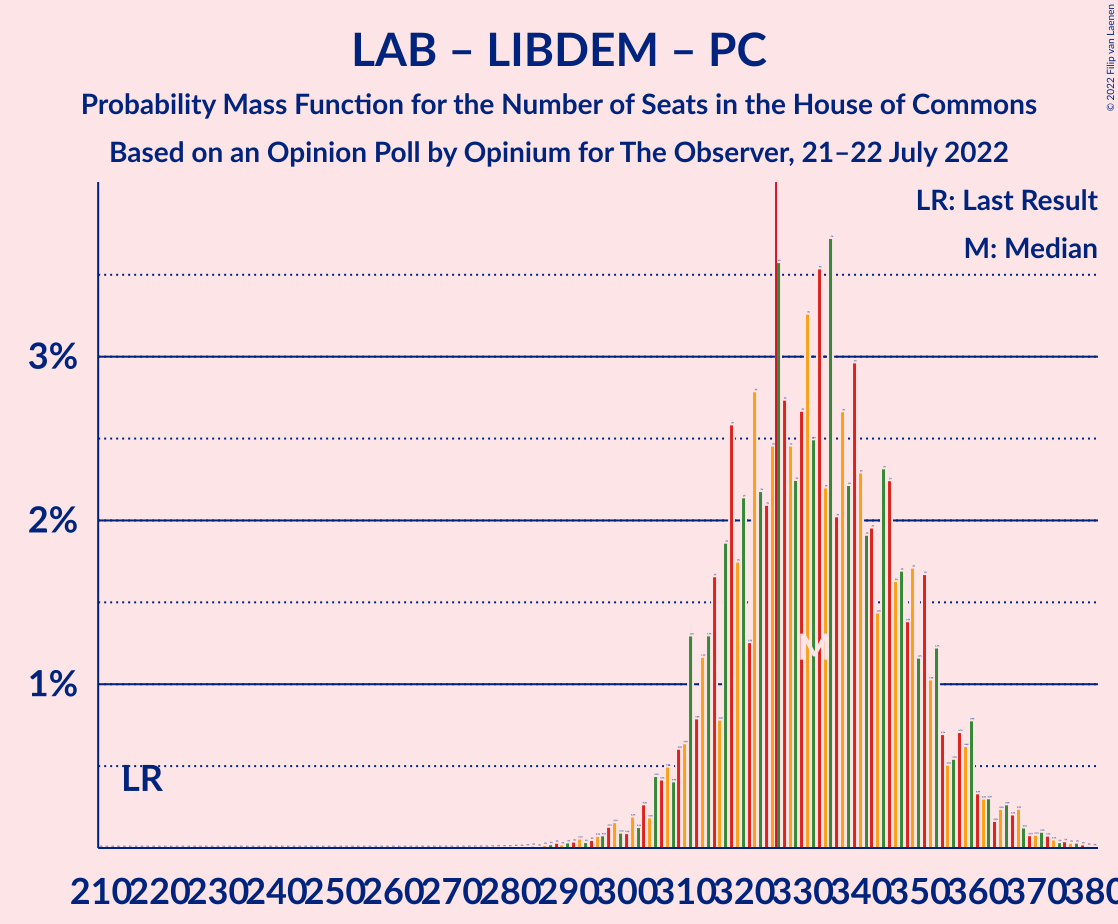 LAB – LIBDEM – PC
Probability Mass Function for the Number of Seats in the House of Commons
Based on an Opinion Poll by Opinium for The Observer, 21–22 July 2022
© 2022 Filip van Laenen
LR: Last Result
M: Median
3%
2%
1%
M
LR
210 220 230 240 250 260 270 280 290 300 310 320 330 340 350 360 370 380